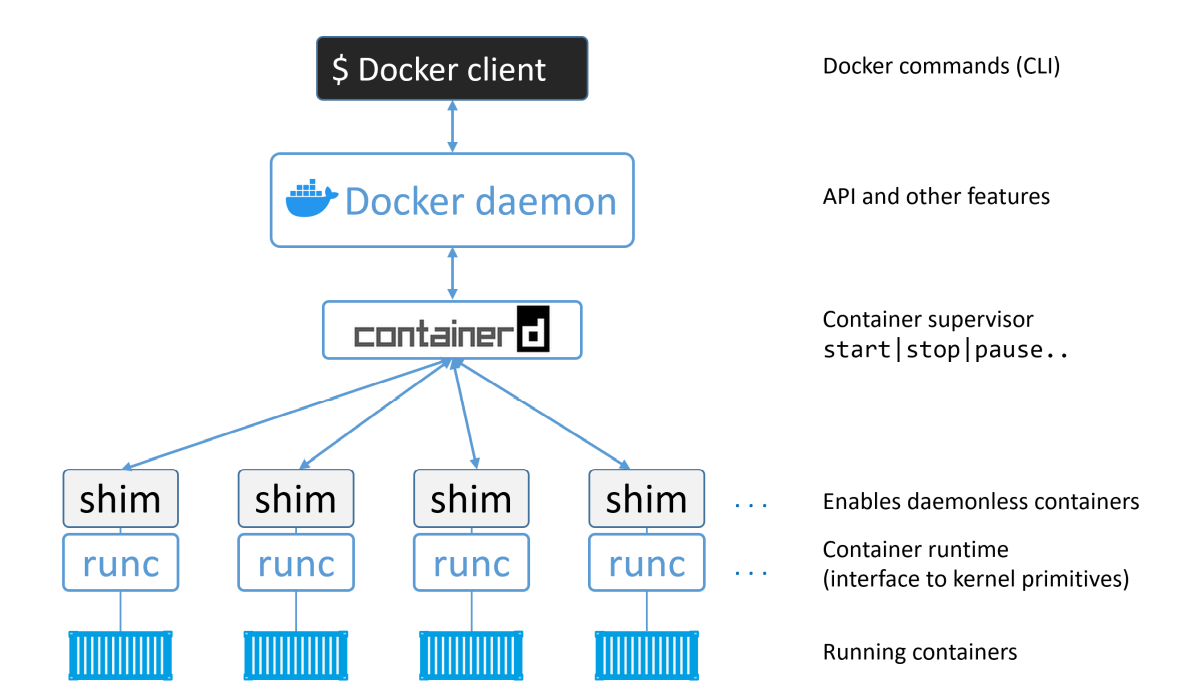 $ Docker client
Docker commands (CLI)
Docker daemon
API and other features
containerd
Container supervisor
start|stop|pause..
shim shim shim shim ...
Enables daemonless containers
runc runc runc runc ...
Container runtime
(interface to kernel primitives)
Running containers